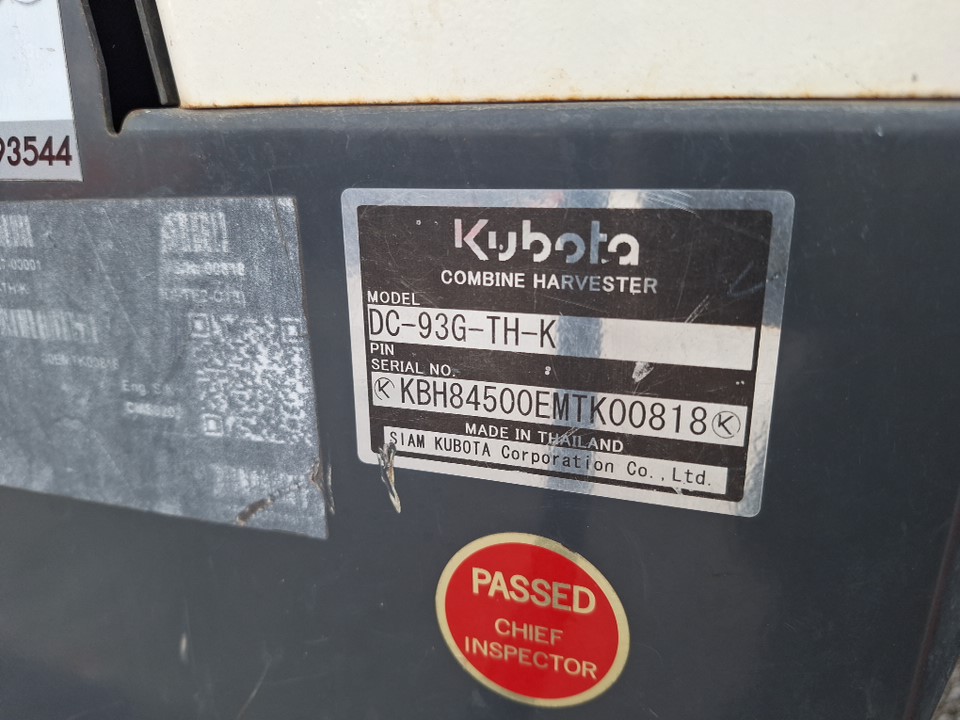 93544
Kubota
COMBINE HARVESTER
MODEL
DC-93G-TH-K
PIN
SERIAL NO.
KBH84500EMTK00818
MADE IN THAILAND
SIAM KUBOTA Corporation Co.,Ltd.
PASSED
CHIEF
INSPECTOR